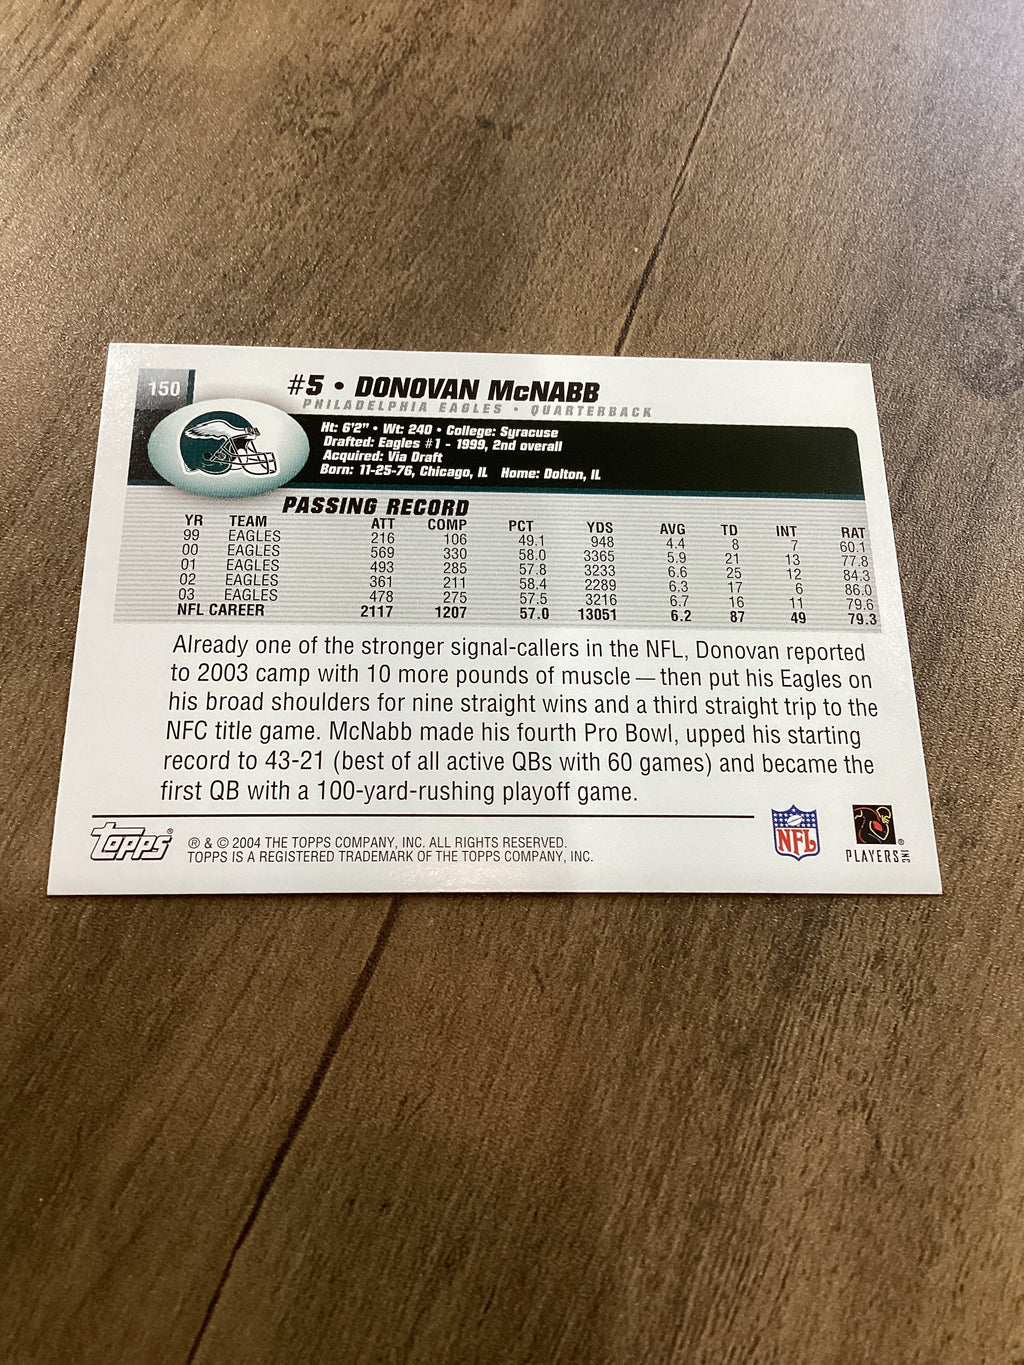 150
#5 • DONOVAN McNABB
PHILADELPHIA EAGLES • QUARTERBACK
Ht: 6'2" • Wt: 240 • College: Syracuse
Drafted: Eagles #1 - 1999, 2nd overall
Acquired: Via Draft
Born: 11-25-76, Chicago, IL Home: Dolton, IL
PASSING RECORD
YR TEAM ATT COMP PCT YDS AVG TD INT RAT
99 EAGLES 216 106 49.1 948 4.4 8 7 60.1
00 EAGLES 569 330 58.0 3365 5.9 21 13 77.8
01 EAGLES 493 285 57.8 3233 6.6 25 12 84.3
02 EAGLES 361 211 58.4 2289 6.3 17 6 86.0
03 EAGLES 478 275 57.5 3216 6.7 16 11 79.6
NFL CAREER 2117 1207 57.0 13051 6.2 87 49 79.3
Already one of the stronger signal-callers in the NFL, Donovan reported
to 2003 camp with 10 more pounds of muscle — then put his Eagles on
his broad shoulders for nine straight wins and a third straight trip to the
NFC title game. McNabb made his fourth Pro Bowl, upped his starting
record to 43-21 (best of all active QBs with 60 games) and became the
first QB with a 100-yard-rushing playoff game.
Topps®
® & © 2004 THE TOPPS COMPANY, INC. ALL RIGHTS RESERVED.
TOPPS IS A REGISTERED TRADEMARK OF THE TOPPS COMPANY, INC.
NFL
PLAYERS INC ®